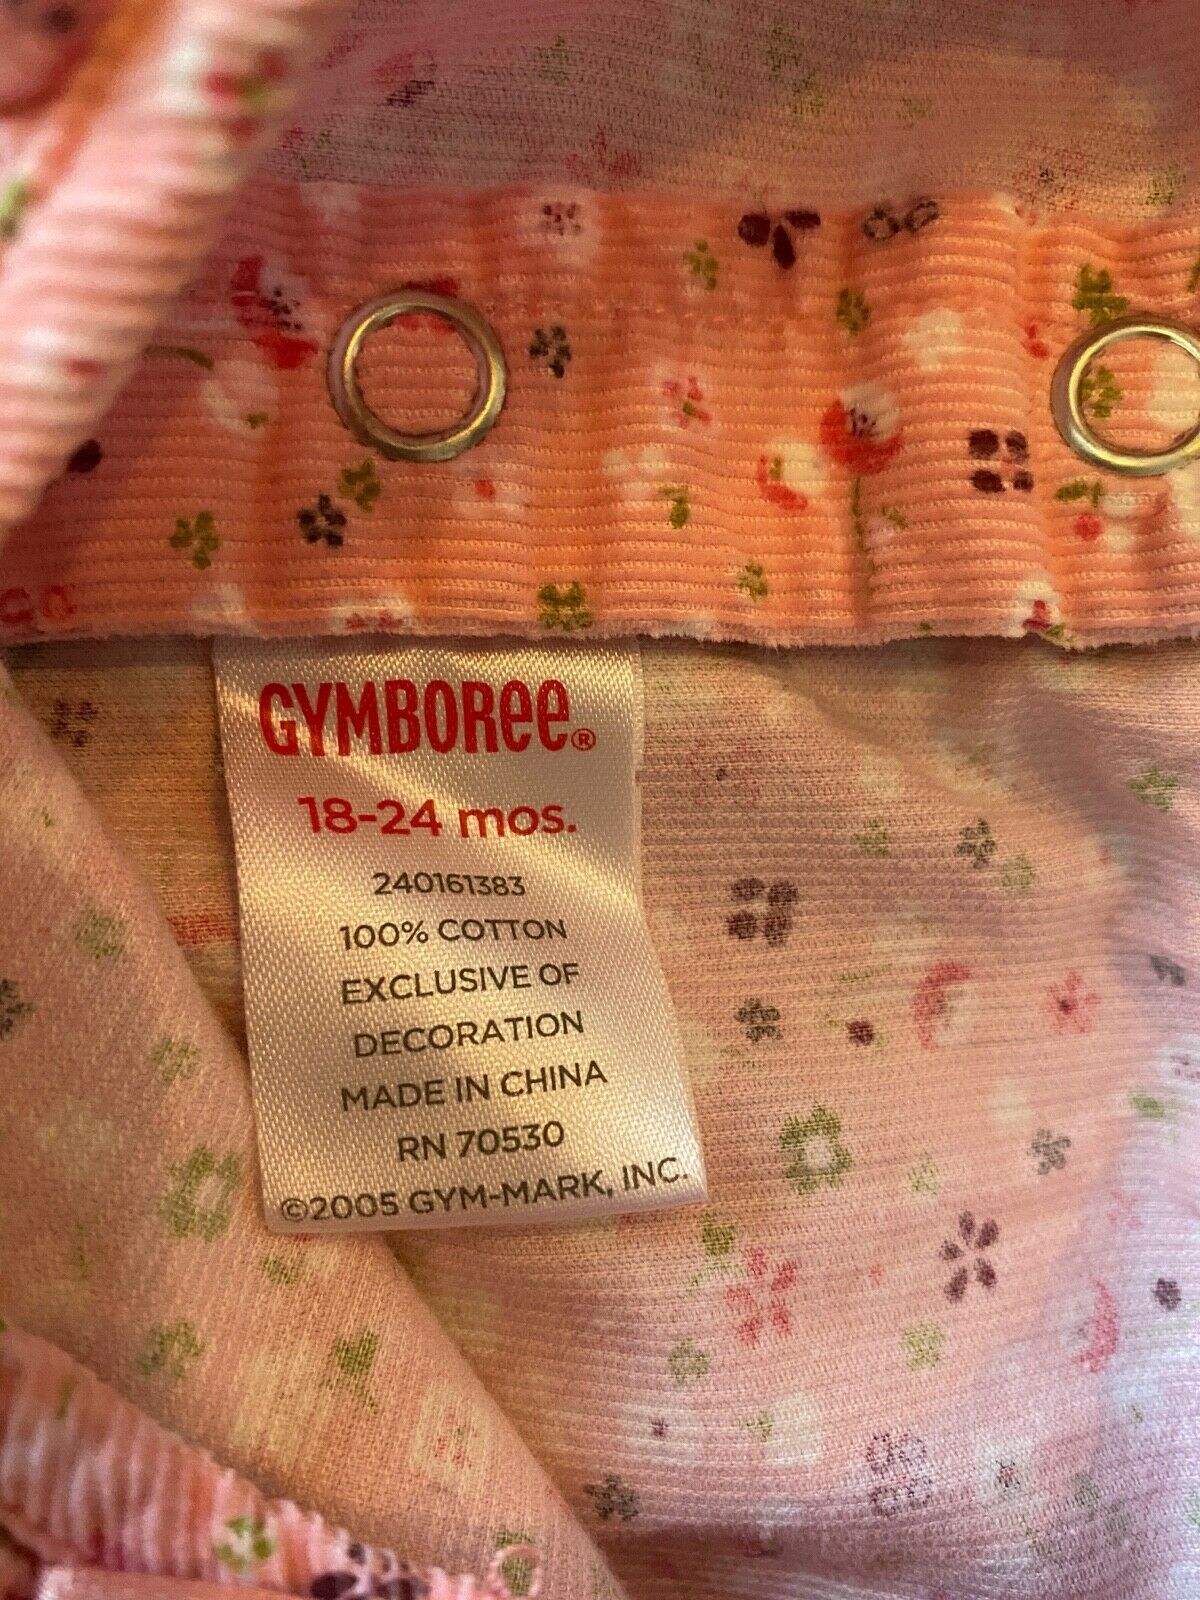 GYMBOREE®
18-24 mos.
240161383
100% COTTON
EXCLUSIVE OF
DECORATION
MADE IN CHINA
RN 70530
©2005 GYM-MARK, INC.